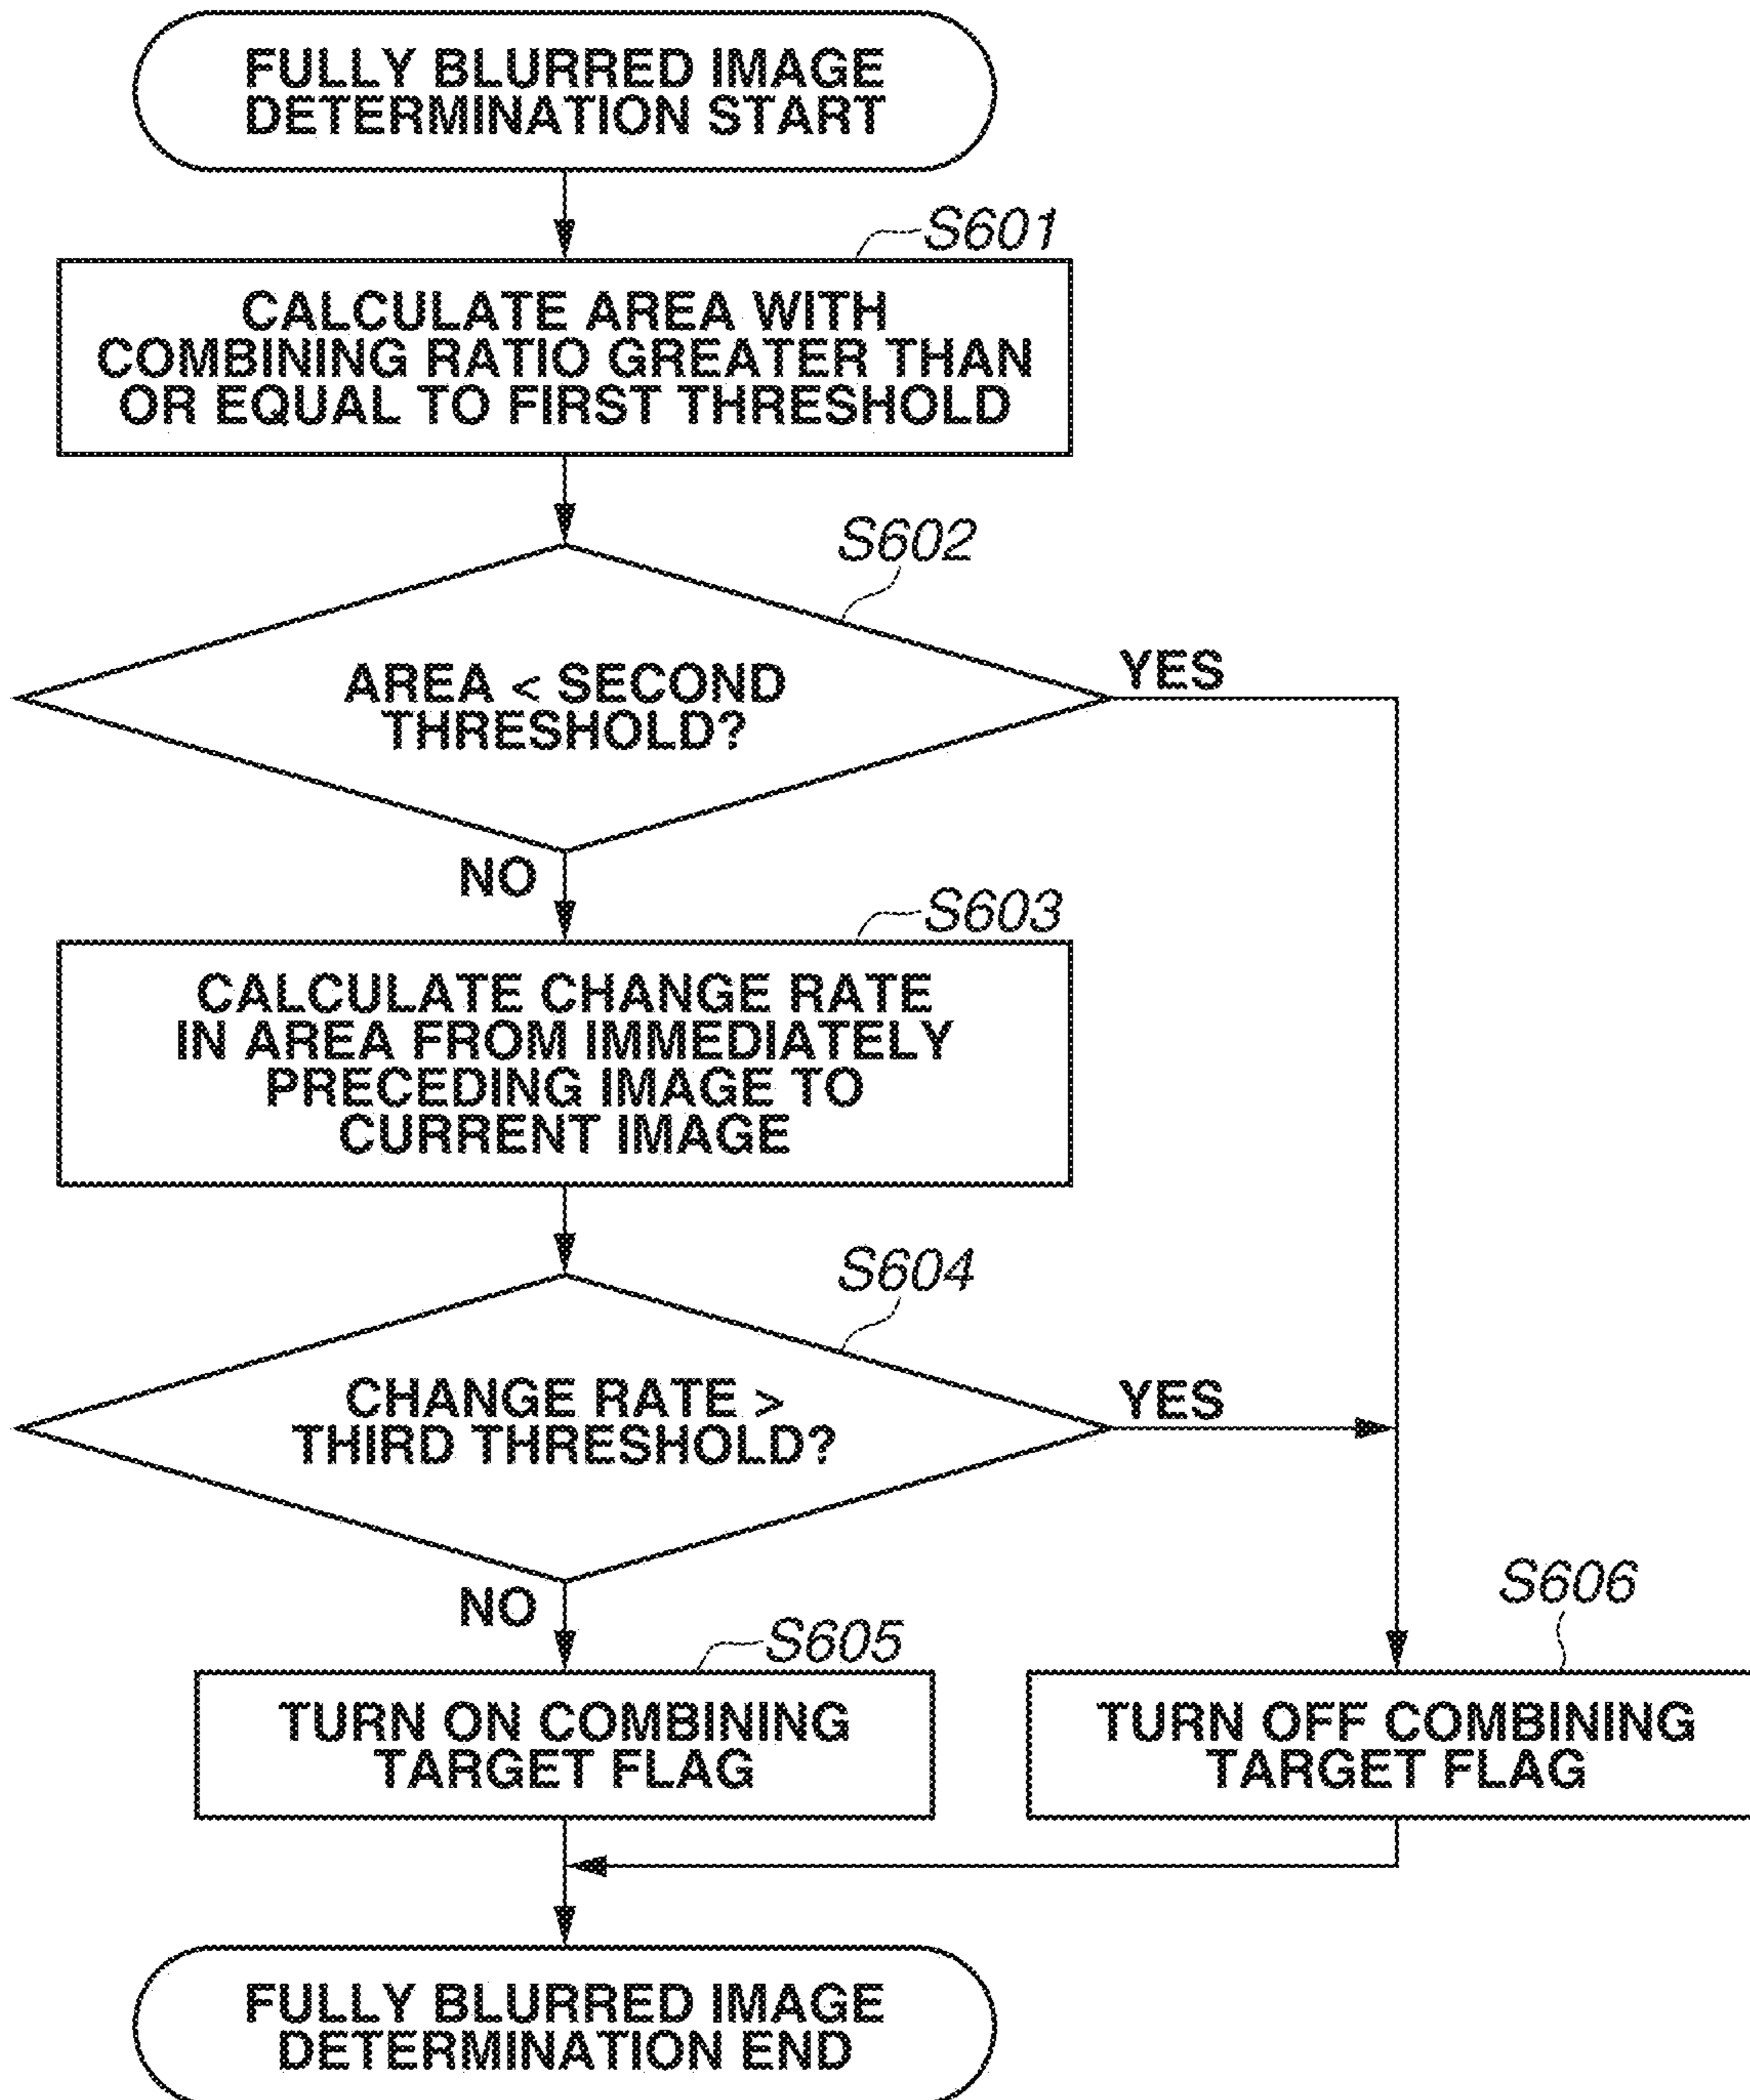 FULLY BLURRED IMAGE
DETERMINATION START
S601
CALCULATE AREA WITH
COMBINING RATIO GREATER THAN
OR EQUAL TO FIRST THRESHOLD
S602
AREA < SECOND
THRESHOLD?
YES
NO
S603
CALCULATE CHANGE RATE
IN AREA FROM IMMEDIATELY
PRECEDING IMAGE TO
CURRENT IMAGE
S604
CHANGE RATE >
THIRD THRESHOLD?
YES
NO
S605
TURN ON COMBINING
TARGET FLAG
S606
TURN OFF COMBINING
TARGET FLAG
FULLY BLURRED IMAGE
DETERMINATION END